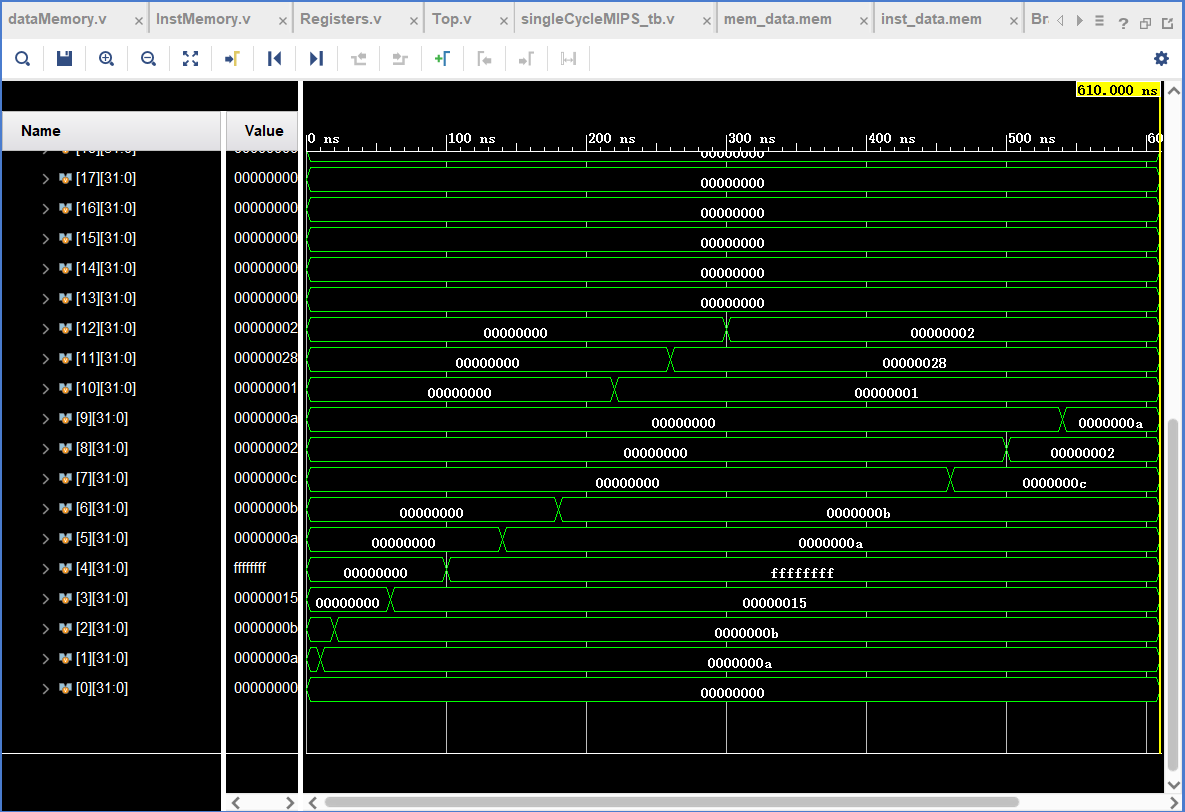 dataMemory.v × InstMemory.v × Registers.v × Top.v × singleCycleMIPS_tb.v × mem_data.mem × inst_data.mem × Br
610.000 ns
Name Value 0 ns 100 ns 200 ns 300 ns 400 ns 500 ns 60
00000000
[17][31:0] 00000000 00000000
[16][31:0] 00000000 00000000
[15][31:0] 00000000 00000000
[14][31:0] 00000000 00000000
[13][31:0] 00000000 00000000
[12][31:0] 00000002 00000000 00000002
[11][31:0] 00000028 00000000 00000028
[10][31:0] 00000001 00000000 00000001
[9][31:0] 0000000a 00000000 0000000a
[8][31:0] 00000002 00000000 00000002
[7][31:0] 0000000c 00000000 0000000c
[6][31:0] 0000000b 00000000 0000000b
[5][31:0] 0000000a 00000000 0000000a
[4][31:0] ffffffff 00000000 ffffffff
[3][31:0] 00000015 00000000 00000015
[2][31:0] 0000000b 0000000b
[1][31:0] 0000000a 0000000a
[0][31:0] 00000000 00000000